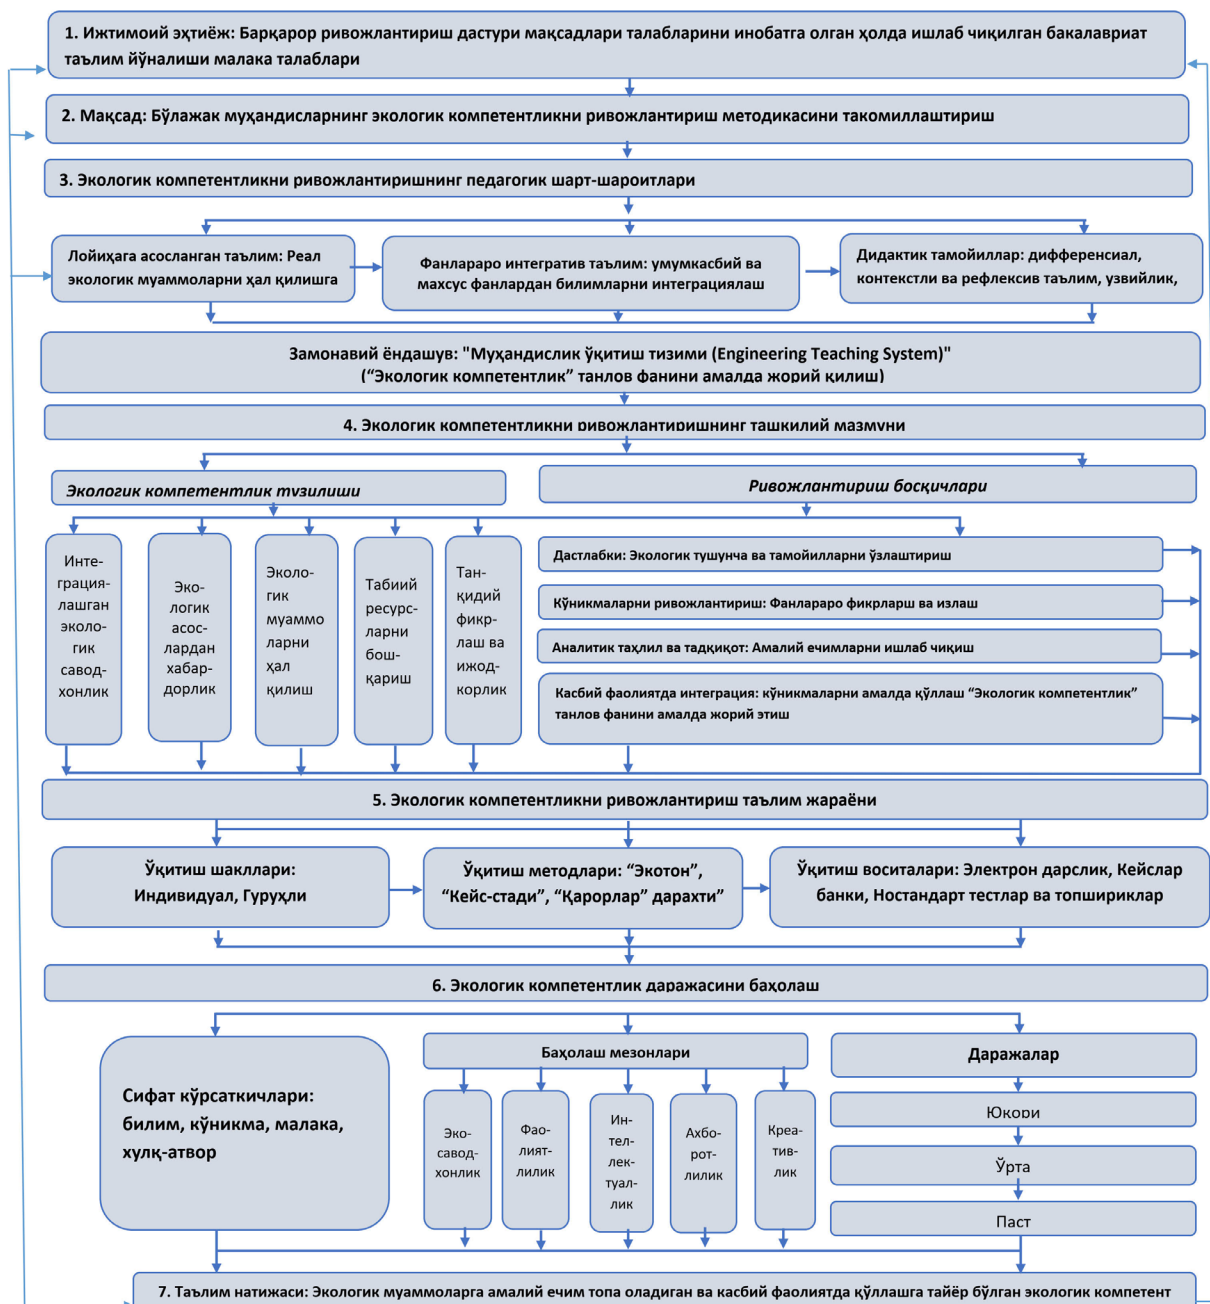 1. Ижтимоий эҳтиёж: Барқарор ривожлантириш дастури мақсадлари талабларини инобатга олган ҳолда ишлаб чиқилган бакалавриат
таълим йўналиши малака талаблари
2. Мақсад: Бўлажак муҳандисларнинг экологик компетентликни ривожлантириш методикасини такомиллаштириш
3. Экологик компетентликни ривожлантиришнинг педагогик шарт-шароитлари
Лойиҳага асосланган таълим: Реал
экологик муаммоларни ҳал қилишга
Фанлараро интегратив таълим: умумкасбий ва
махсус фанлардан билимларни интеграциялаш
Дидактик тамойиллар: дифференсиал,
контекстли ва рефлексив таълим, узвийлик,
Замонавий ёндашув: "Муҳандислик ўқитиш тизими (Engineering Teaching System)"
(“Экологик компетентлик” танлов фанини амалда жорий қилиш)
4. Экологик компетентликни ривожлантиришнинг ташкилий мазмуни
Экологик компетентлик тузилиши
Ривожлантириш босқичлари
Инте-
грация-
лашган
эколо-
гик
савод-
хонлик
Эко-
логик
асос-
лардан
хабар-
дорлик
Эколо-
гик
муаммо
ларни
ҳал
қилиш
Табиий
ресурс-
ларни
бош-
қариш
Тан-
қидий
фикр-
лаш ва
ижод-
корлик
Дастлабки: Экологик тушунча ва тамойилларни ўзлаштириш
Кўникмаларни ривожлантириш: Фанлараро фикрларш ва излаш
Аналитик таҳлил ва тадқиқот: Амалий ечимларни ишлаб чиқиш
Касбий фаолиятда интеграция: кўникмаларни амалда қўллаш “Экологик компетентлик”
танлов фанини амалда жорий этиш
5. Экологик компетентликни ривожлантириш таълим жараёни
Ўқитиш шакллари:
Индивидуал, Гуруҳли
Ўқитиш методлари: “Экотон”,
“Кейс-стади”, “Қарорлар” дарахти”
Ўқитиш воситалари: Электрон дарслик, Кейслар
банки, Ностандарт тестлар ва топшириклар
6. Экологик компетентлик даражасини баҳолаш
Сифат кўрсаткичлари:
билим, кўникма, малака,
хулқ-атвор
Баҳолаш мезонлари
Эко-
савод-
хонлик
Фао-
лият-
лилик
Ин-
тел-
лек-
туал-
лик
Ахбо-
рот-
лилик
Креа-
тив-
лик
Даражалар
Юқори
Ўрта
Паст
7. Таълим натижаси: Экологик муаммоларга амалий ечим топа оладиган ва касбий фаолиятда қўллашга тайёр бўлган экологик компетент